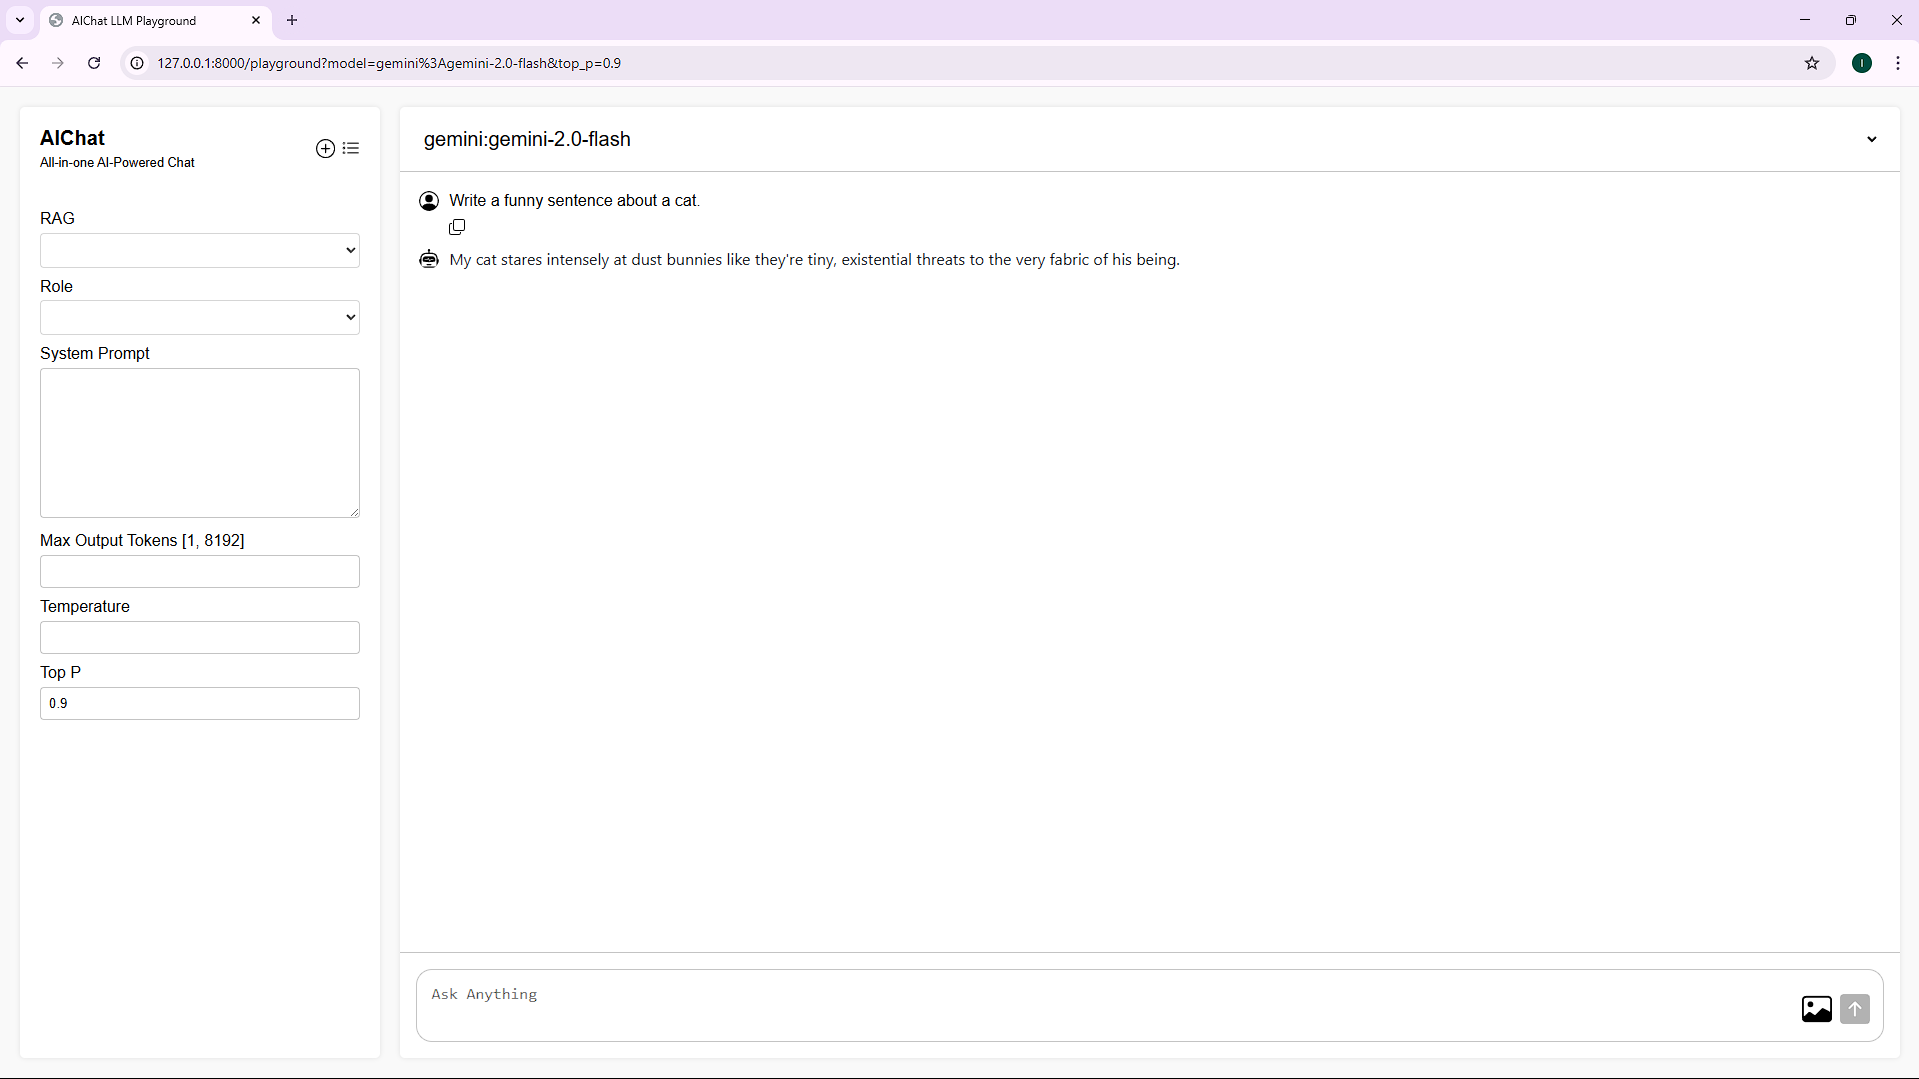 AIChat LLM Playground
127.0.0.1:8000/playground?model=gemini%3Agemini-2.0-flash&top_p=0.9
I
AIChat
All-in-one AI-Powered Chat
RAG
Role
System Prompt
Max Output Tokens [1, 8192]
Temperature
Top P
0.9
gemini:gemini-2.0-flash
Write a funny sentence about a cat.
My cat stares intensely at dust bunnies like they're tiny, existential threats to the very fabric of his being.
Ask Anything